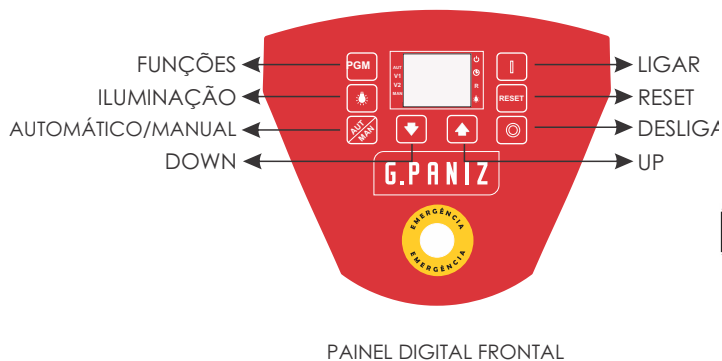 FUNÇÕES
ILUMINAÇÃO
AUTOMÁTICO/MANUAL
DOWN
PGM
AUT
MAN
AUT
V1
V2
MAN
R
RESET
LIGAR
RESET
DESLIGA
UP
G.PANIZ
EMERGÊNCIA
EMERGÊNCIA
PAINEL DIGITAL FRONTAL